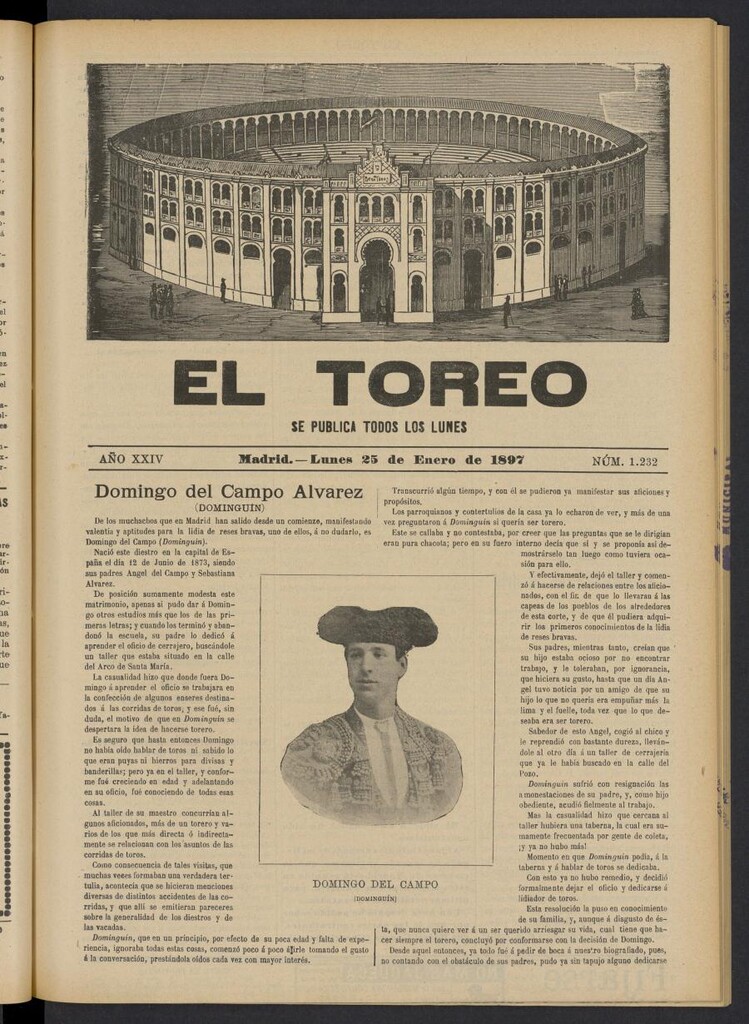 EL TOREO
SE PUBLICA TODOS LOS LUNES
AÑO XXIV
Madrid.—Lunes 25 de Enero de 1897
NÚM. 1.232
Domingo del Campo Alvarez
(DOMINGUIN)
De los muchachos que en Madrid han salido desde un comienze, manifestando
valentía y aptitudes para la lidia de reses bravas, uno de ellos, á no dudarlo, es
Domingo del Campo (Dominguin).
Nació este diestro en la capital de Es-
paña el día 12 de Junio de 1873, siendo
sus padres Angel del Campo y Sebastiana
Alvarez.
De posición aumamente modesta este
matrimonio, apenas si pudo dar á Domin-
go otros estudios más que los de las pri-
meras letras; y cuando los terminó y aban-
donó la escuela, su padre lo dedicó á
aprender el oficio de cerrajero, buscándole
un taller que estaba situado en la calle
del Arco de Santa María.
La casualidad hizo que donde fuera Do-
mingo á aprender el oficio se trabajara
en la confección de algunos enseres destina-
dos á las corridas de toros, y ese fué, sin
duda, el motivo de que en Dominguin se
despertara la idea de hacerse torero.
Es seguro que hasta entonces Domingo
no había oído hablar de toros ni sabido lo
que eran puyas ni hierros para divisas y
banderillas; pero ya en el taller, y confor-
me fué creciendo en edad y adelantando
en su oficio, fué conociendo de todas esas
cosas.
Al taller de su maestro concurrían al-
gunos aficionados, más de un torero y va-
rios de los que más directa ó indirecta-
mente se relacionan con los asuntos de las
corridas de toros.
Como consecuencia de tales visitas, que
muchas veces formaban una verdadera ter-
tulia, acontecía que se hicieran menciones
diversas de distintos accidentes de las co-
rridas, y que allí se emitieran pareceres
sobre la generalidad de los diestros y de
las vacadas.
Dominguin, que en un principio, por efecto de su poca edad y falta de expe-
riencia, ignoraba todas estas cosas, comenzó poco á poco á irle tomando el gusto
á la conversación, prestándola oídos cada vez con mayor interés.
DOMINGO DEL CAMPO
(DOMINGUÍN)
Transcurrió algún tiempo, y con él se pudieron ya manifestar sus aficiones y
propósitos.
Los parroquianos y contertulios de la casa ya lo echaron de ver, y más de una
vez preguntaron á Dominguin si quería ser torero.
Este se callaba y no contestaba, por creer que las preguntas que se le dirigían
eran pura chacota; pero en su fuero interno decía que sí y se proponía así de-
mostrárselo tan luego como tuviera oca-
sión para ello.
Y efectivamente, dejó el taller y comen-
zó á hacerse de relaciones entre los aficio-
nados, con el fin de que lo llevaran á las
capeas de los pueblos de los alrededores
de esta corte, y de que él pudiera adqui-
rir los primeros conocimientos de la lidia
de reses bravas.
Sus padres, mientras tanto, creían que
su hijo estaba ocioso por no encontrar
trabajo, y le toleraban, por ignorancia,
que hiciera su gusto, hasta que un día An-
gel tuvo noticia por un amigo de que su
hijo lo que no quería era empuñar más la
lima y el fuelle, toda vez que lo que de-
seaba era ser torero.
Sabedor de esto Angel, cogió al chico y
le reprendió con bastante dureza, lleván-
dole al otro día á un taller de cerrajería
que ya le había buscado en la calle del
Pozo.
Dominguin sufrió con resignación las
amonestaciones de su padre, y, como hijo
obediente, acudió fielmente al trabajo.
Mas la casualidad hizo que cercana al
taller hubiera una taberna, la cual era su-
mamente frecuentada por gente de coleta,
¡y ya no hubo más!
Momento en que Dominguin podía, á la
taberna y á hablar de toros se dedicaba.
Con esto ya no hubo remedio, y decidió
formalmente dejar el oficio y dedicarse á
lidiador de toros.
Esta resolución la puso en conocimiento
de su familia, y, aunque á disgusto de és-
ta, que nunca quiere ver á un ser querido arriesgar su vida, cual tiene que ha-
cer siempre el torero, concluyó por conformarse con la decisión de Domingo.
Desde aquel entonces, ya todo fué á pedir de boca á nuestro biografiado, pues,
no contando con el obstáculo de sus padres, pudo ya sin tapujo alguno dedicarse